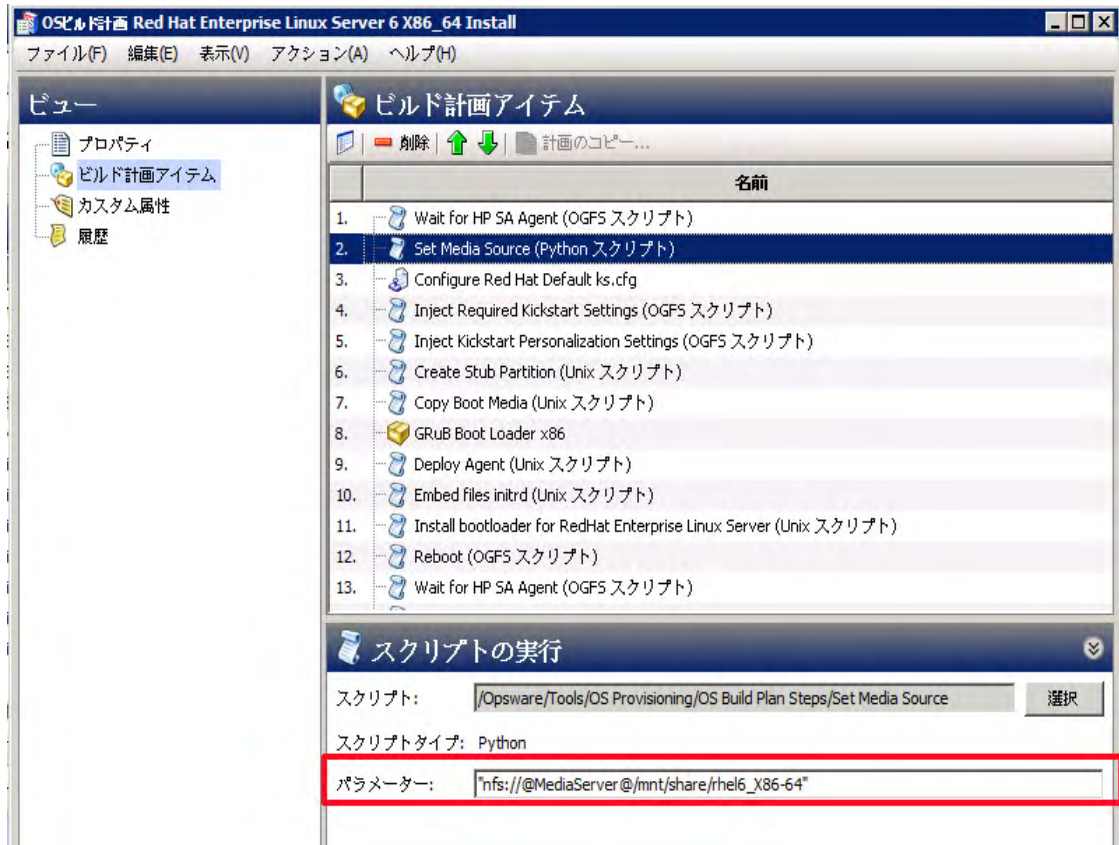 OSビルド計画 Red Hat Enterprise Linux Server 6 X86_64 Install
ファイル(F) 編集(E) 表示(V) アクション(A) ヘルプ(H)
ビュー
プロパティ
ビルド計画アイテム
カスタム属性
履歴
ビルド計画アイテム
削除 計画のコピー...
名前
1. Wait for HP SA Agent (OGFS スクリプト)
2. Set Media Source (Python スクリプト)
3. Configure Red Hat Default ks.cfg
4. Inject Required Kickstart Settings (OGFS スクリプト)
5. Inject Kickstart Personalization Settings (OGFS スクリプト)
6. Create Stub Partition (Unix スクリプト)
7. Copy Boot Media (Unix スクリプト)
8. GRuB Boot Loader x86
9. Deploy Agent (Unix スクリプト)
10. Embed files initrd (Unix スクリプト)
11. Install bootloader for RedHat Enterprise Linux Server (Unix スクリプト)
12. Reboot (OGFS スクリプト)
13. Wait for HP SA Agent (OGFS スクリプト)
スクリプトの実行
スクリプト: /Opsware/Tools/OS Provisioning/OS Build Plan Steps/Set Media Source 選択
スクリプトタイプ: Python
パラメーター: "nfs://@MediaServer@/mnt/share/rhel6_X86-64"